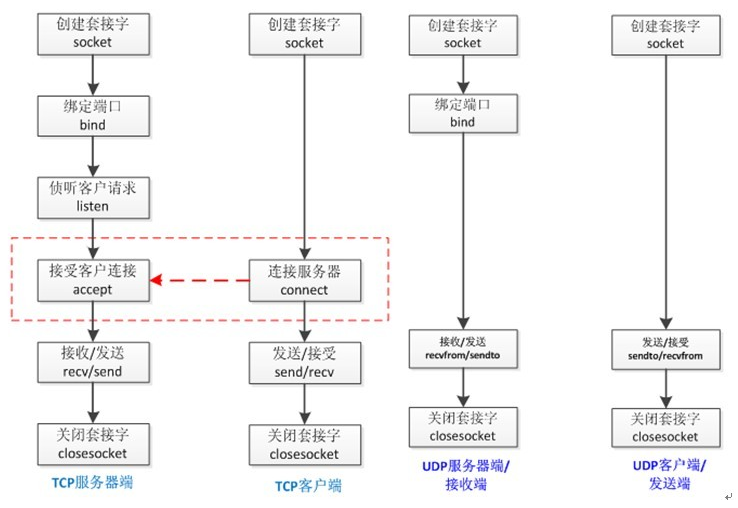 创建套接字
socket
绑定端口
bind
侦听客户请求
listen
接受客户连接
accept
接收/发送
recv/send
关闭套接字
closesocket
TCP服务器端
创建套接字
socket
连接服务器
connect
发送/接受
send/recv
关闭套接字
closesocket
TCP客户端
创建套接字
socket
绑定端口
bind
接收/发送
recvfrom/sendto
关闭套接字
closesocket
UDP服务器端/
接收端
创建套接字
socket
发送/接受
sendto/recvfrom
关闭套接字
closesocket
UDP客户端/
发送端